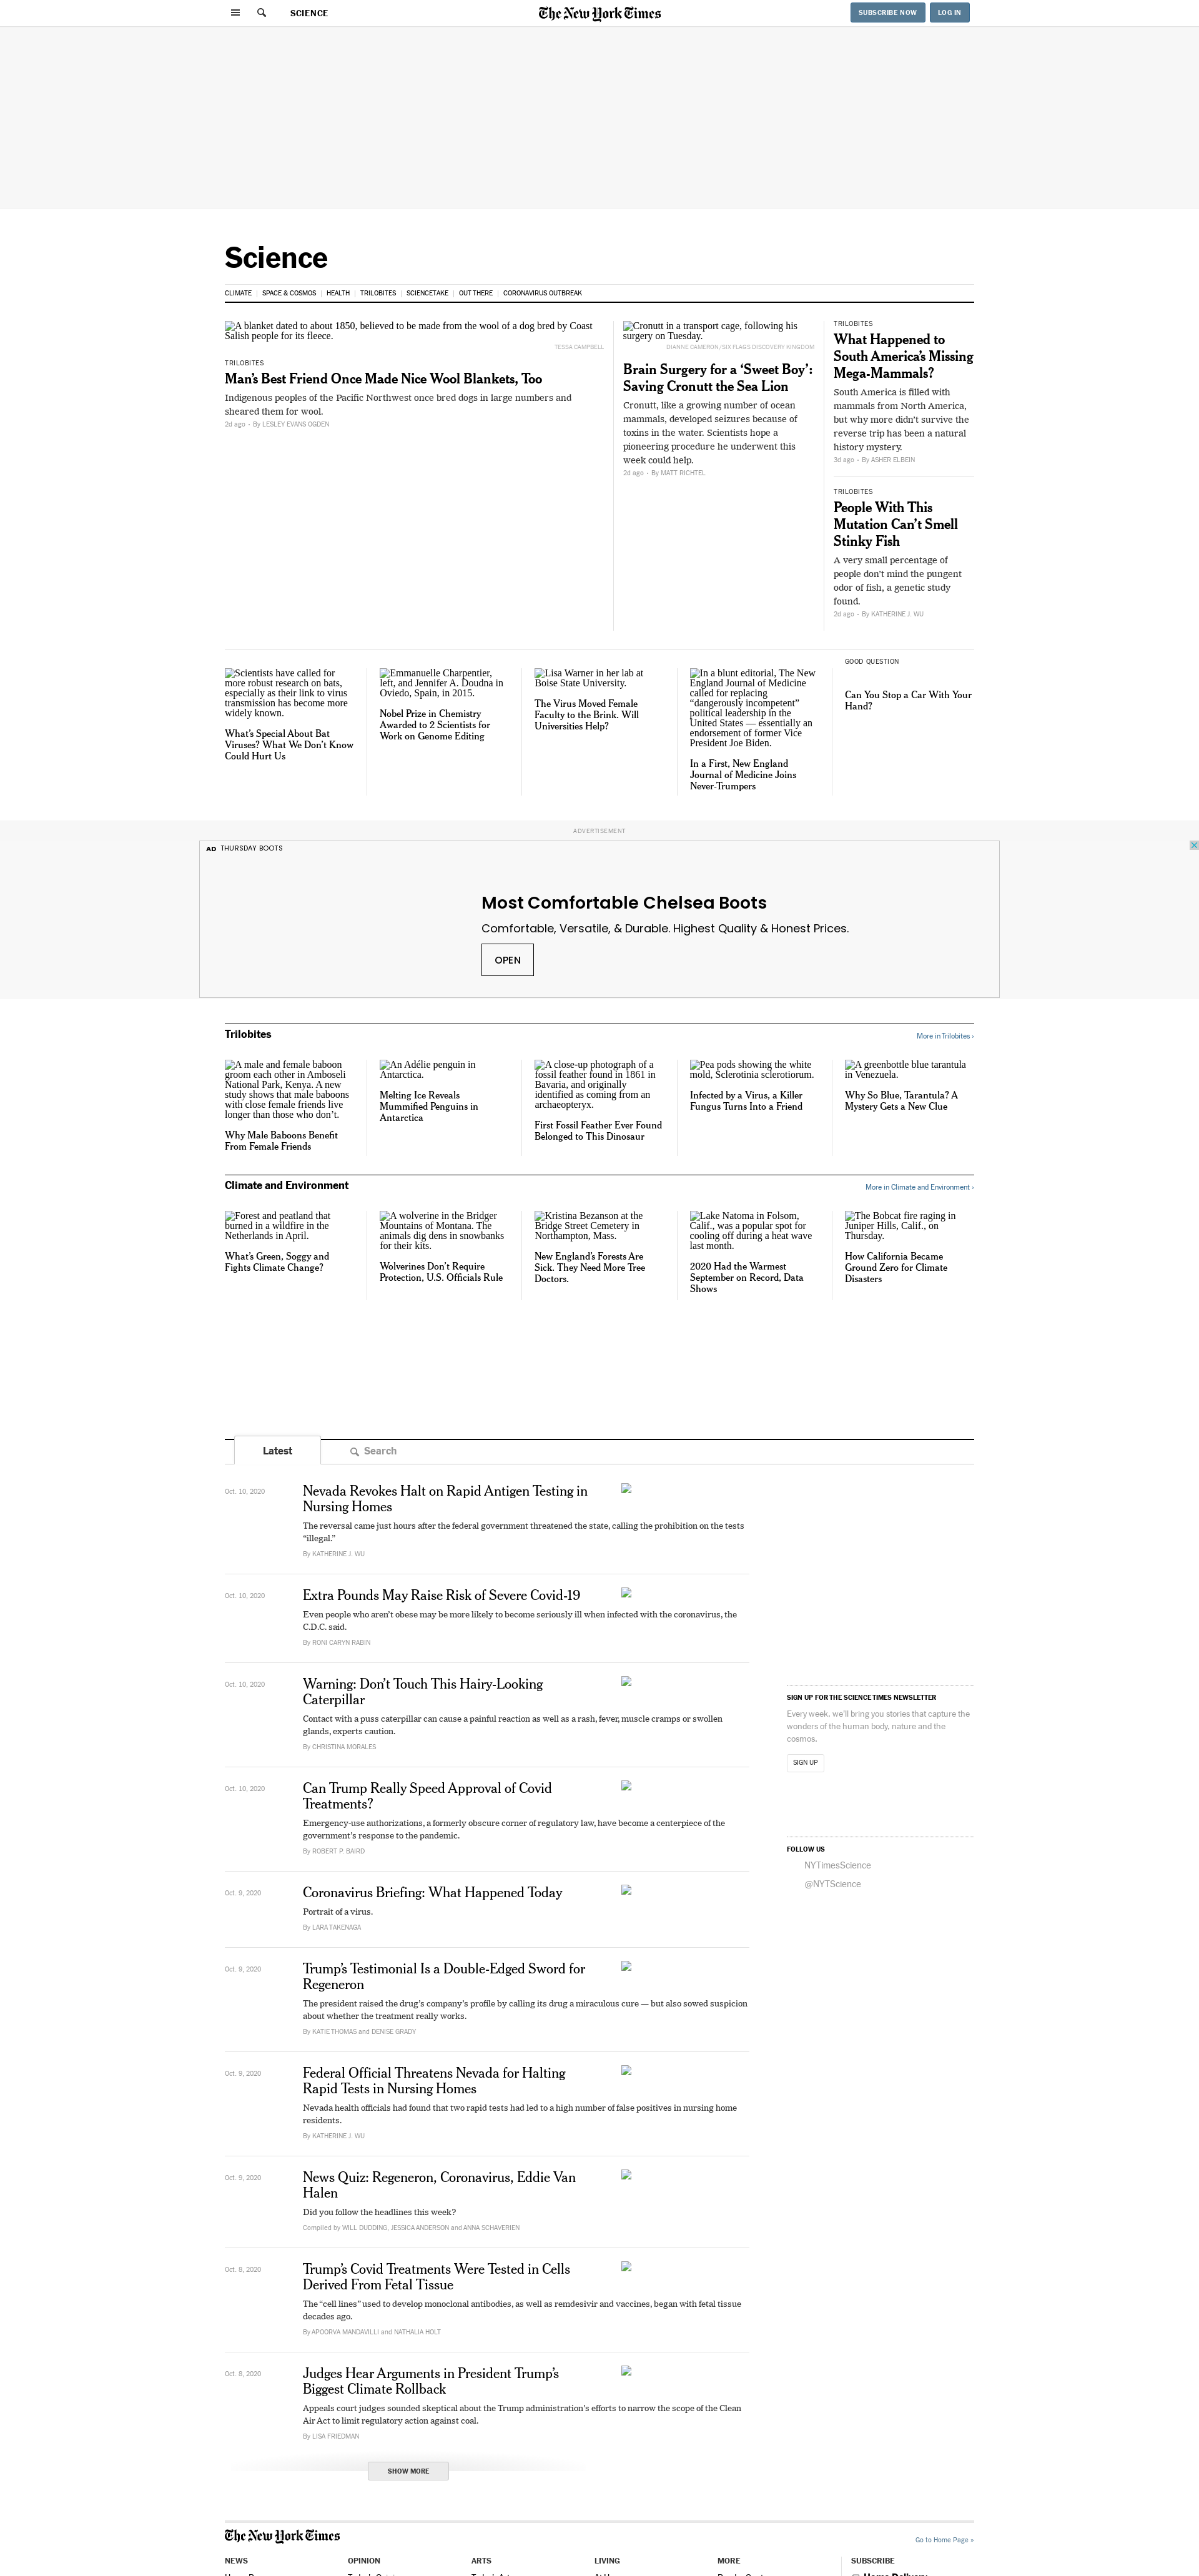 SCIENCE
The New York Times
SUBSCRIBE NOW
LOG IN
Science
CLIMATE
SPACE & COSMOS
HEALTH
TRILOBITES
SCIENCETAKE
OUT THERE
CORONAVIRUS OUTBREAK
A blanket dated to about 1850, believed to be made from the wool of a dog bred by Coast
Salish people for its fleece.
TESSA CAMPBELL
TRILOBITES
Man's Best Friend Once Made Nice Wool Blankets, Too
Indigenous peoples of the Pacific Northwest once bred dogs in large numbers and
sheared them for wool.
2d ago - By LESLEY EVANS OGDEN
Cronutt in a transport cage, following his
surgery on Tuesday.
DIANNE CAMERON/SIX FLAGS DISCOVERY KINGDOM
Brain Surgery for a 'Sweet Boy':
Saving Cronutt the Sea Lion
Cronutt, like a growing number of ocean
mammals, developed seizures because of
toxins in the water. Scientists hope a
pioneering procedure he underwent this
week could help.
2d ago - By MATT RICHTEL
TRILOBITES
What Happened to
South America's Missing
Mega-Mammals?
South America is filled with
mammals from North America,
but why more didn't survive the
reverse trip has been a natural
history mystery.
3d ago - By ASHER ELBEIN
TRILOBITES
People With This
Mutation Can't Smell
Stinky Fish
A very small percentage of
people don't mind the pungent
odor of fish, a genetic study
found.
2d ago - By KATHERINE J. WU
Scientists have called for
more robust research on bats,
especially as their link to virus
transmission has become more
widely known.
What's Special About Bat
Viruses? What We Don't Know
Could Hurt Us
Emmanuelle Charpentier,
left, and Jennifer A. Doudna in
Oviedo, Spain, in 2015.
Nobel Prize in Chemistry
Awarded to 2 Scientists for
Work on Genome Editing
Lisa Warner in her lab at
Boise State University.
The Virus Moved Female
Faculty to the Brink. Will
Universities Help?
In a blunt editorial, The New
England Journal of Medicine
called for replacing
“dangerously incompetent”
political leadership in the
United States — essentially an
endorsement of former Vice
President Joe Biden.
In a First, New England
Journal of Medicine Joins
Never-Trumpers
GOOD QUESTION
Can You Stop a Car With Your
Hand?
ADVERTISEMENT
AD THURSDAY BOOTS
Most Comfortable Chelsea Boots
Comfortable, Versatile, & Durable. Highest Quality & Honest Prices.
OPEN
Trilobites
More in Trilobites ›
A male and female baboon
groom each other in Amboseli
National Park, Kenya. A new
study shows that male baboons
with close female friends live
longer than those who don't.
Why Male Baboons Benefit
From Female Friends
An Adélie penguin in
Antarctica.
Melting Ice Reveals
Mummified Penguins in
Antarctica
A close-up photograph of a
fossil feather found in 1861 in
Bavaria, and originally
identified as coming from an
archaeopteryx.
First Fossil Feather Ever Found
Belonged to This Dinosaur
Pea pods showing the white
mold, Sclerotinia sclerotiorum.
Infected by a Virus, a Killer
Fungus Turns Into a Friend
A greenbottle blue tarantula
in Venezuela.
Why So Blue, Tarantula? A
Mystery Gets a New Clue
Climate and Environment
More in Climate and Environment ›
Forest and peatland that
burned in a wildfire in the
Netherlands in April.
What's Green, Soggy and
Fights Climate Change?
A wolverine in the Bridger
Mountains of Montana. The
animals dig dens in snowbanks
for their kits.
Wolverines Don't Require
Protection, U.S. Officials Rule
Kristina Bezanson at the
Bridge Street Cemetery in
Northampton, Mass.
New England's Forests Are
Sick. They Need More Tree
Doctors.
Lake Natoma in Folsom,
Calif., was a popular spot for
cooling off during a heat wave
last month.
2020 Had the Warmest
September on Record, Data
Shows
The Bobcat fire raging in
Juniper Hills, Calif., on
Thursday.
How California Became
Ground Zero for Climate
Disasters
Latest
Search
Oct. 10, 2020
Nevada Revokes Halt on Rapid Antigen Testing in
Nursing Homes
The reversal came just hours after the federal government threatened the state, calling the prohibition on the tests
“illegal.”
By KATHERINE J. WU
Oct. 10, 2020
Extra Pounds May Raise Risk of Severe Covid-19
Even people who aren't obese may be more likely to become seriously ill when infected with the coronavirus, the
C.D.C. said.
By RONI CARYN RABIN
Oct. 10, 2020
Warning: Don't Touch This Hairy-Looking
Caterpillar
Contact with a puss caterpillar can cause a painful reaction as well as a rash, fever, muscle cramps or swollen
glands, experts caution.
By CHRISTINA MORALES
Oct. 10, 2020
Can Trump Really Speed Approval of Covid
Treatments?
Emergency-use authorizations, a formerly obscure corner of regulatory law, have become a centerpiece of the
government's response to the pandemic.
By ROBERT P. BAIRD
Oct. 9, 2020
Coronavirus Briefing: What Happened Today
Portrait of a virus.
By LARA TAKENAGA
Oct. 9, 2020
Trump's Testimonial Is a Double-Edged Sword for
Regeneron
The president raised the drug's company's profile by calling its drug a miraculous cure — but also sowed suspicion
about whether the treatment really works.
By KATIE THOMAS and DENISE GRADY
Oct. 9, 2020
Federal Official Threatens Nevada for Halting
Rapid Tests in Nursing Homes
Nevada health officials had found that two rapid tests had led to a high number of false positives in nursing home
residents.
By KATHERINE J. WU
Oct. 9, 2020
News Quiz: Regeneron, Coronavirus, Eddie Van
Halen
Did you follow the headlines this week?
Compiled by WILL DUDDING, JESSICA ANDERSON and ANNA SCHAVERIEN
Oct. 8, 2020
Trump's Covid Treatments Were Tested in Cells
Derived From Fetal Tissue
The “cell lines” used to develop monoclonal antibodies, as well as remdesivir and vaccines, began with fetal tissue
decades ago.
By APOORVA MANDAVILLI and NATHALIA HOLT
Oct. 8, 2020
Judges Hear Arguments in President Trump's
Biggest Climate Rollback
Appeals court judges sounded skeptical about the Trump administration's efforts to narrow the scope of the Clean
Air Act to limit regulatory action against coal.
By LISA FRIEDMAN
SHOW MORE
SIGN UP FOR THE SCIENCE TIMES NEWSLETTER
Every week, we'll bring you stories that capture the
wonders of the human body, nature and the
cosmos.
SIGN UP
FOLLOW US
NYTimesScience
@NYTScience
The New York Times
Go to Home Page »
NEWS
OPINION
ARTS
LIVING
MORE
SUBSCRIBE